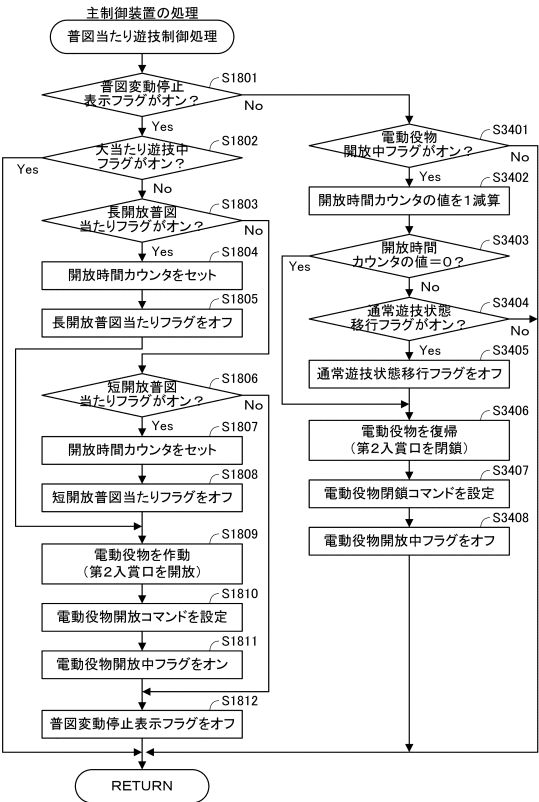 主制御装置の処理
普図当たり遊技制御処理
S1801
普図変動停止
表示フラグがオン？
No
Yes
S1802
大当たり遊技中
フラグがオン？
Yes
No
S1803
長開放普図
当たりフラグがオン？
No
Yes
S1804
開放時間カウンタをセット
S1805
長開放普図当たりフラグをオフ
S1806
短開放普図
当たりフラグがオン？
No
Yes
S1807
開放時間カウンタをセット
S1808
短開放普図当たりフラグをオフ
S1809
電動役物を作動
（第２入賞口を開放）
S1810
電動役物開放コマンドを設定
S1811
電動役物開放中フラグをオン
S1812
普図変動停止表示フラグをオフ
RETURN
S3401
電動役物
開放中フラグがオン？
No
Yes
S3402
開放時間カウンタの値を１減算
S3403
開放時間
カウンタの値＝０？
Yes
No
S3404
通常遊技状態
移行フラグがオン？
No
Yes
S3405
通常遊技状態移行フラグをオフ
S3406
電動役物を復帰
（第２入賞口を閉鎖）
S3407
電動役物閉鎖コマンドを設定
S3408
電動役物開放中フラグをオフ